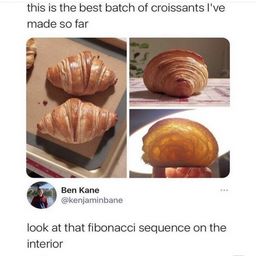 this is the best batch of croissants I've
made so far
Ben Kane
@kenjaminbane
look at that fibonacci sequence on the
interior